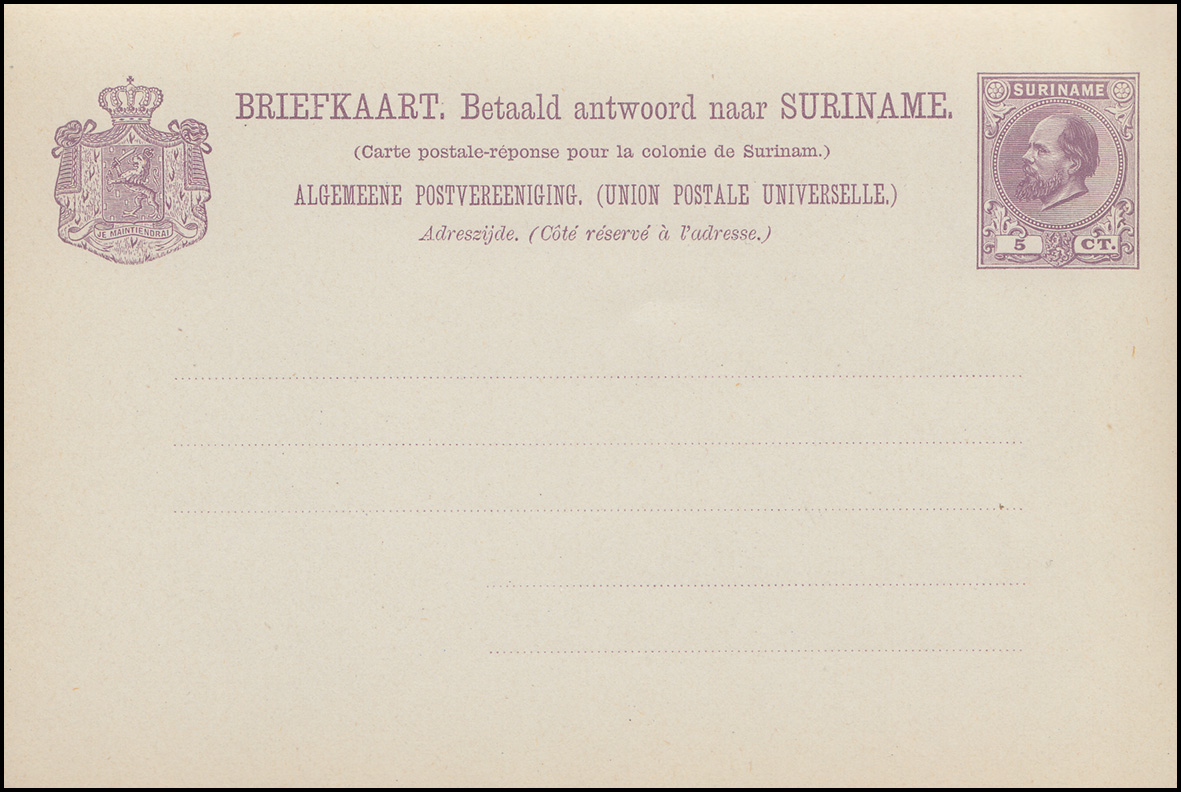 BRIEFKAART. Betaald antwoord naar SURINAME.
(Carte postale-réponse pour la colonie de Surinam.)
ALGEMEENE POSTVEREENIGING. (UNION POSTALE UNIVERSELLE.)
Adreszijde. (Côté réservé à l'adresse.)
JE MAINTIENDRAI
SURINAME
5 CT.